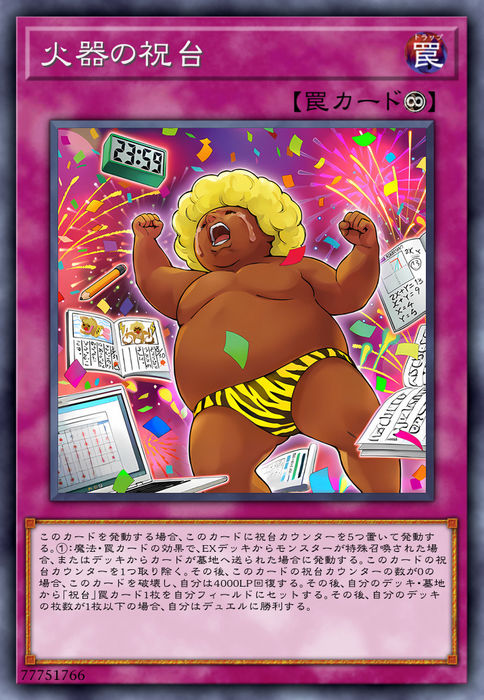 火器の祝台
トラップ
罠
【罠カード】
23:59
2X+Y=13
X+Y=9
X=4
Y=5
このカードを発動する場合、このカードに祝台カウンターを5つ置いて発動す
る。①：魔法・罠カードの効果で、EXデッキからモンスターが特殊召喚された場
合、またはデッキからカードが墓地へ送られた場合に発動する。このカードの祝
台カウンターを1つ取り除く。その後、このカードの祝台カウンターの数が0の
場合、このカードを破壊し、自分は4000LP回復する。その後、自分のデッキ・墓地
から「祝台」罠カード1枚を自分フィールドにセットする。その後、自分のデッキ
の枚数が1枚以下の場合、自分はデュエルに勝利する。
77751766